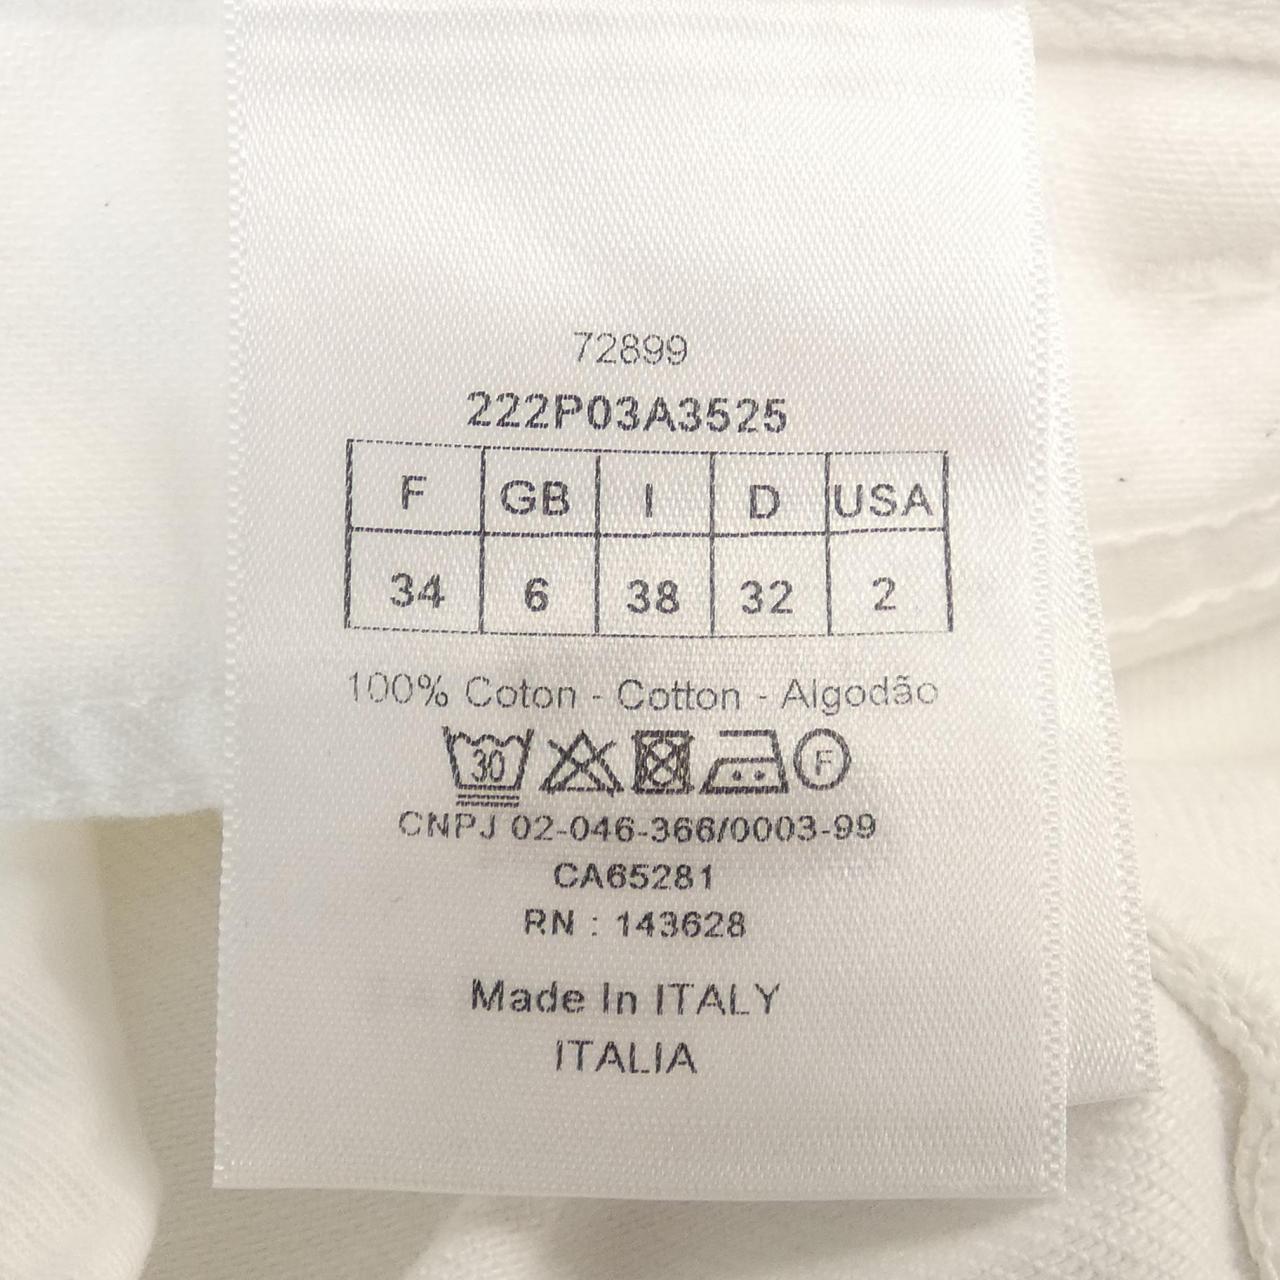 72899
222P03A3525
F GB I D USA
34 6 38 32 2
100% Coton - Cotton - Algodão
30 F
CNPJ 02-046-366/0003-99
CA65281
RN : 143628
Made In ITALY
ITALIA